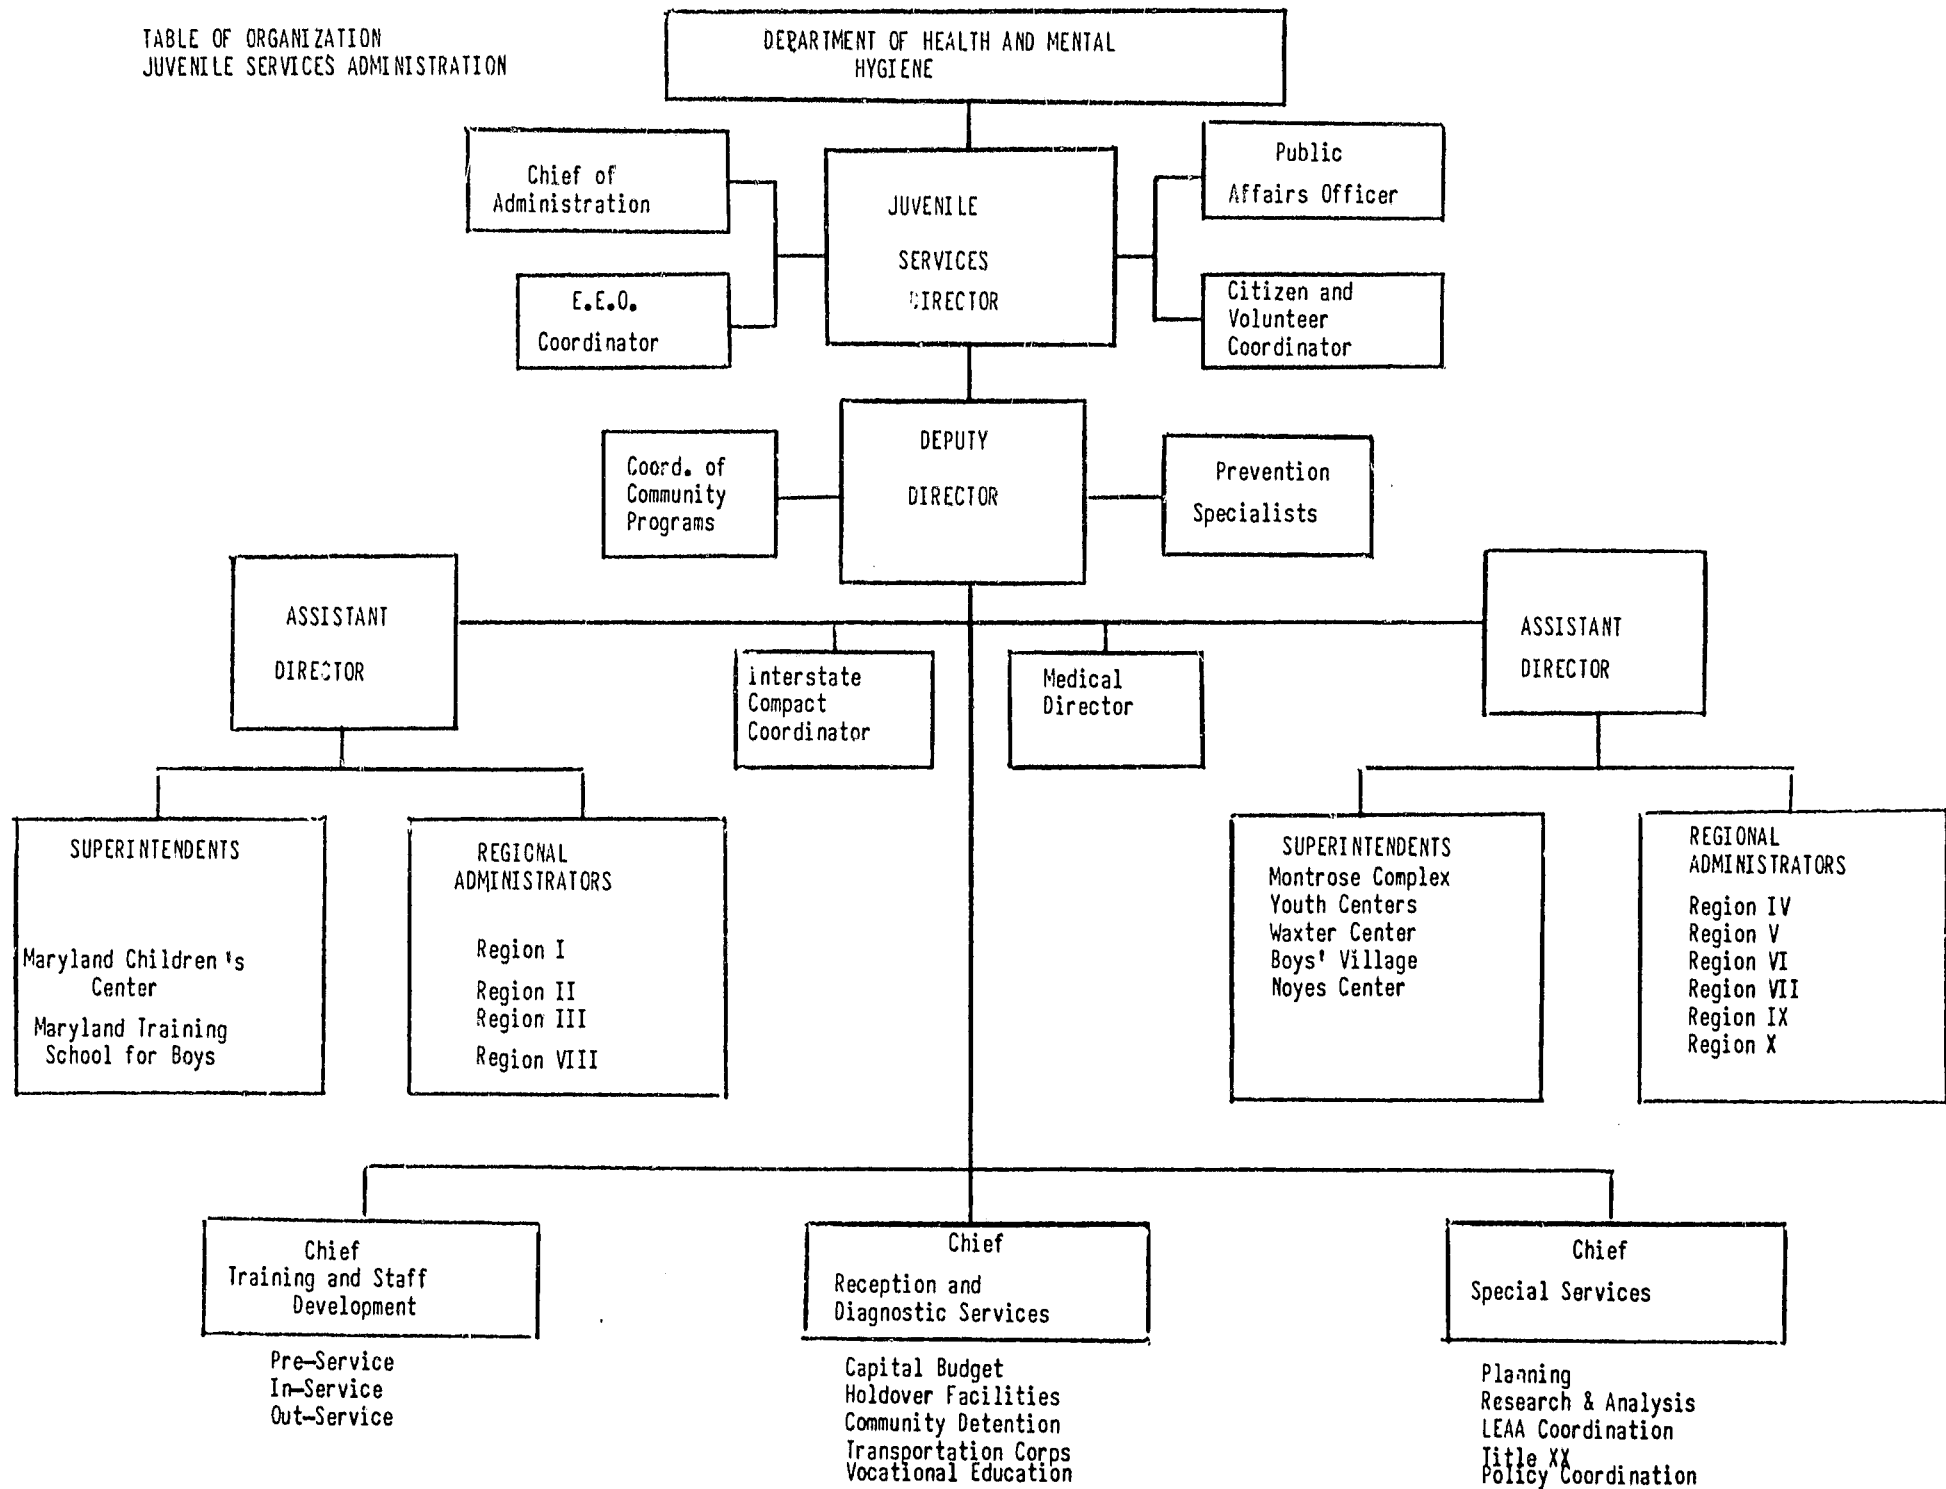 TABLE OF ORGANIZATION
JUVENILE SERVICES ADMINISTRATION
DEPARTMENT OF HEALTH AND MENTAL
HYGIENE
Chief of
Administration
E.E.O.
Coordinator
JUVENILE
SERVICES
DIRECTOR
Public
Affairs Officer
Citizen and
Volunteer
Coordinator
Coord. of
Community
Programs
DEPUTY
DIRECTOR
Prevention
Specialists
ASSISTANT
DIRECTOR
Interstate
Compact
Coordinator
Medical
Director
ASSISTANT
DIRECTOR
SUPERINTENDENTS
Maryland Children's
Center
Maryland Training
School for Boys
REGIONAL
ADMINISTRATORS
Region I
Region II
Region III
Region VIII
SUPERINTENDENTS
Montrose Complex
Youth Centers
Waxter Center
Boys' Village
Noyes Center
REGIONAL
ADMINISTRATORS
Region IV
Region V
Region VI
Region VII
Region IX
Region X
Chief
Training and Staff
Development
Pre-Service
In-Service
Out-Service
Chief
Reception and
Diagnostic Services
Capital Budget
Holdover Facilities
Community Detention
Transportation Corps
Vocational Education
Chief
Special Services
Planning
Research & Analysis
LEAA Coordination
Title XX
Policy Coordination